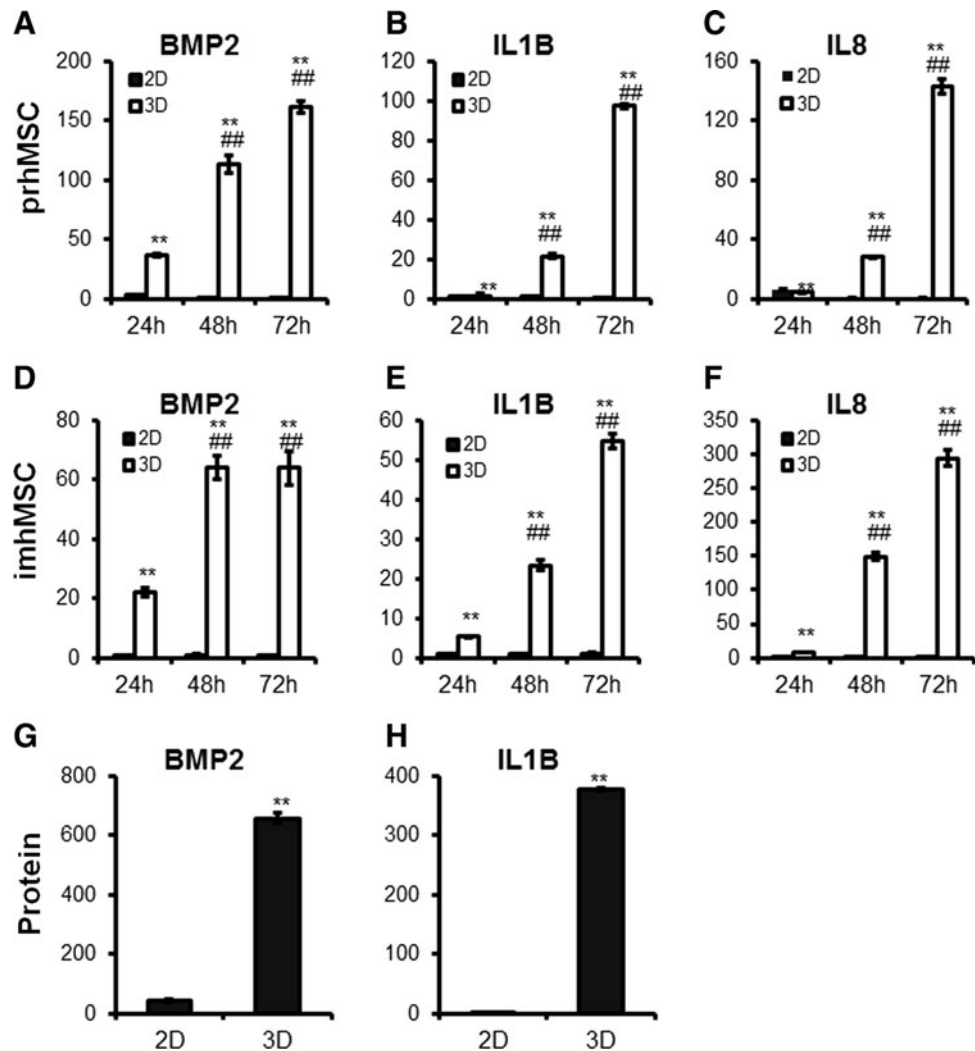 A
BMP2
prhMSC
200
150
100
50
0
2D
3D
**
**
##
**
##
24h 48h 72h
B
IL1B
120
100
80
60
40
20
0
2D
3D
**
**
##
**
##
24h 48h 72h
C
IL8
160
120
80
40
0
2D
3D
**
**
##
**
##
24h 48h 72h
D
BMP2
imhMSC
80
60
40
20
0
2D
3D
**
**
##
**
##
24h 48h 72h
E
IL1B
60
50
40
30
20
10
0
2D
3D
**
**
##
**
##
24h 48h 72h
F
IL8
350
300
250
200
150
100
50
0
2D
3D
**
**
##
**
##
24h 48h 72h
G
BMP2
Protein
800
600
400
200
0
**
2D 3D
H
IL1B
400
300
200
100
0
**
2D 3D